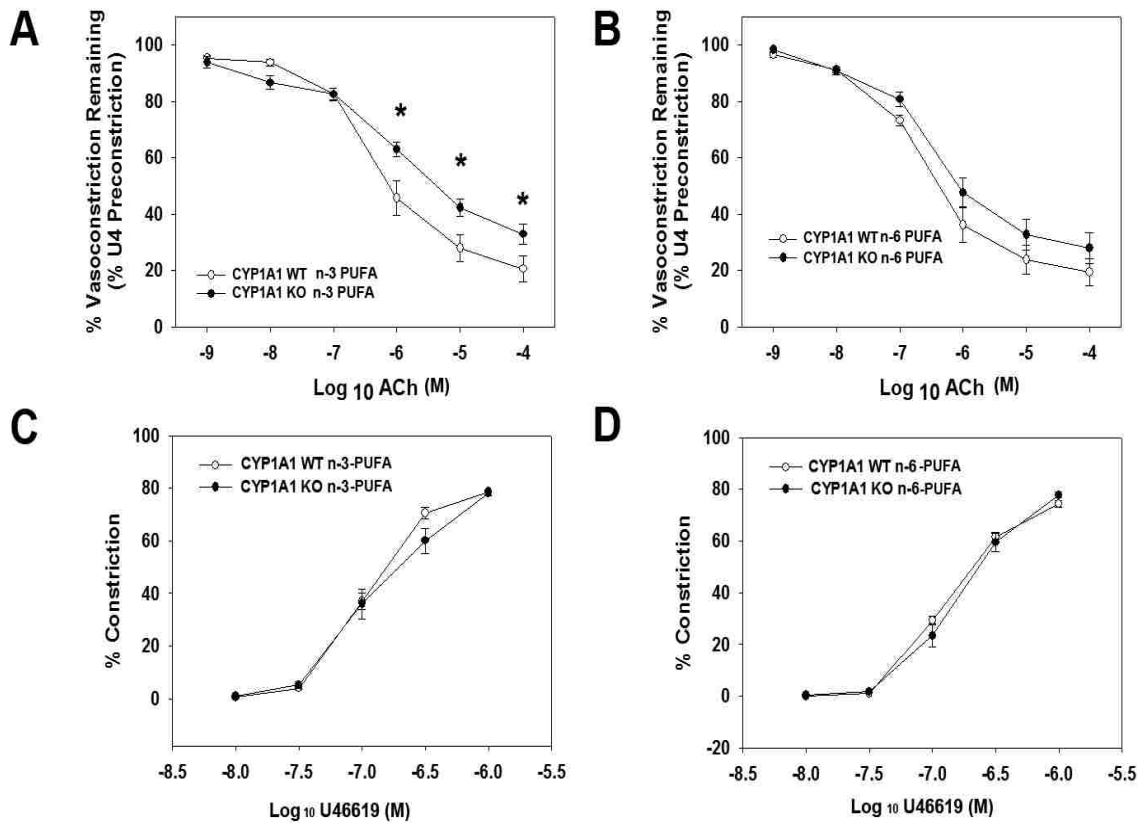 A
% Vasoconstriction Remaining
(% U4 Preconstriction)
100
80
60
40
20
0
*
*
*
CYP1A1 WT n-3 PUFA
CYP1A1 KO n-3 PUFA
-9 -8 -7 -6 -5 -4
Log 10 ACh (M)
B
% Vasoconstriction Remaining
(% U4 Preconstriction)
100
80
60
40
20
0
CYP1A1 WT n-6 PUFA
CYP1A1 KO n-6 PUFA
-9 -8 -7 -6 -5 -4
Log 10 ACh (M)
C
% Constriction
100
80
60
40
20
0
CYP1A1 WT n-3-PUFA
CYP1A1 KO n-3-PUFA
-8.5 -8.0 -7.5 -7.0 -6.5 -6.0 -5.5
Log 10 U46619 (M)
D
% Constriction
100
80
60
40
20
0
-20
CYP1A1 WT n-6-PUFA
CYP1A1 KO n-6-PUFA
-8.5 -8.0 -7.5 -7.0 -6.5 -6.0 -5.5
Log 10 U46619 (M)